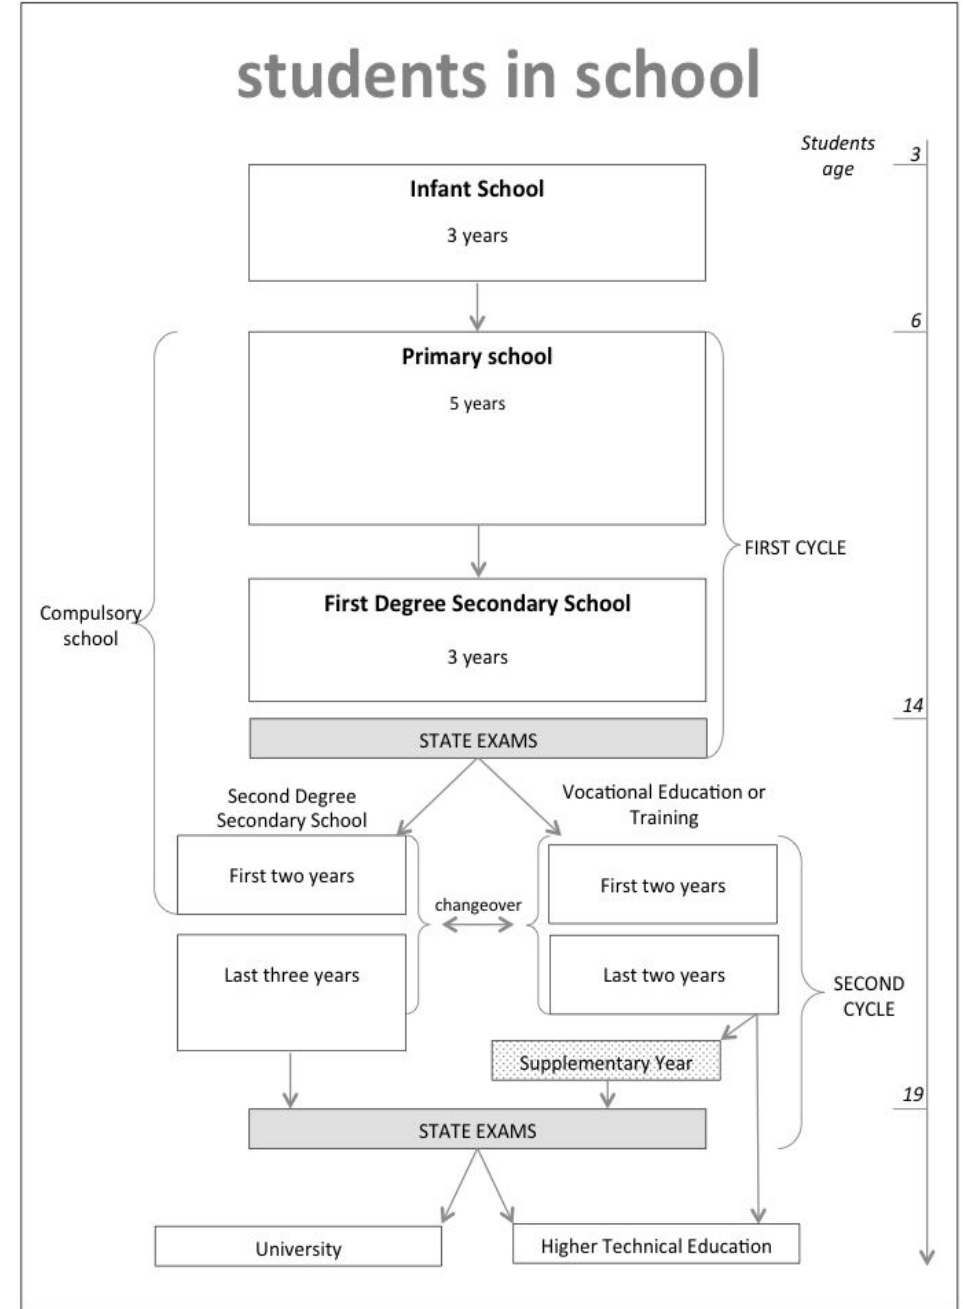 students in school
Students
age
3
Infant School
3 years
6
Primary school
5 years
FIRST CYCLE
First Degree Secondary School
Compulsory
school
3 years
14
STATE EXAMS
Second Degree
Secondary School
Vocational Education or
Training
First two years
First two years
changeover
Last three years
Last two years
SECOND
CYCLE
Supplementary Year
19
STATE EXAMS
University
Higher Technical Education